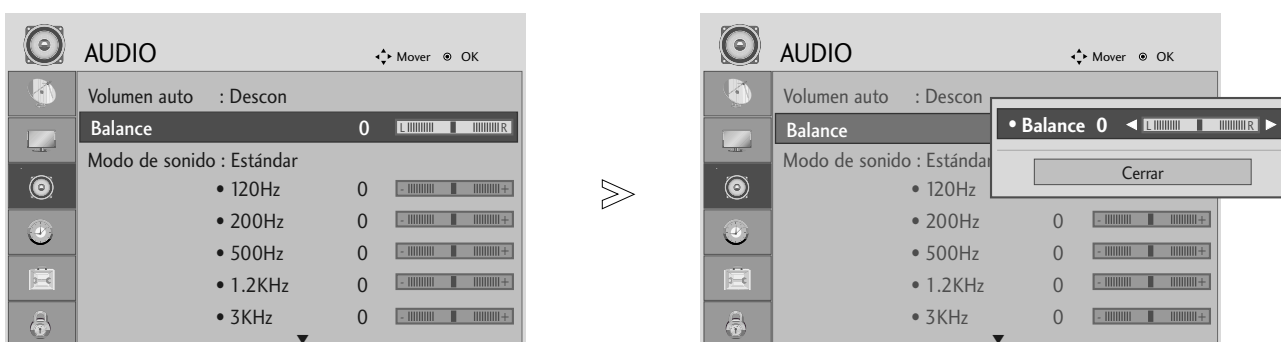 AUDIO
Mover OK
Volumen auto : Descon
Balance 0 L R
Modo de sonido : Estándar
• 120Hz 0 - +
• 200Hz 0 - +
• 500Hz 0 - +
• 1.2KHz 0 - +
• 3KHz 0 - +
AUDIO
Mover OK
Volumen auto : Descon
Balance
• Balance 0 L R
Modo de sonido : Estándar
Cerrar
• 120Hz
• 200Hz 0 - +
• 500Hz 0 - +
• 1.2KHz 0 - +
• 3KHz 0 - +